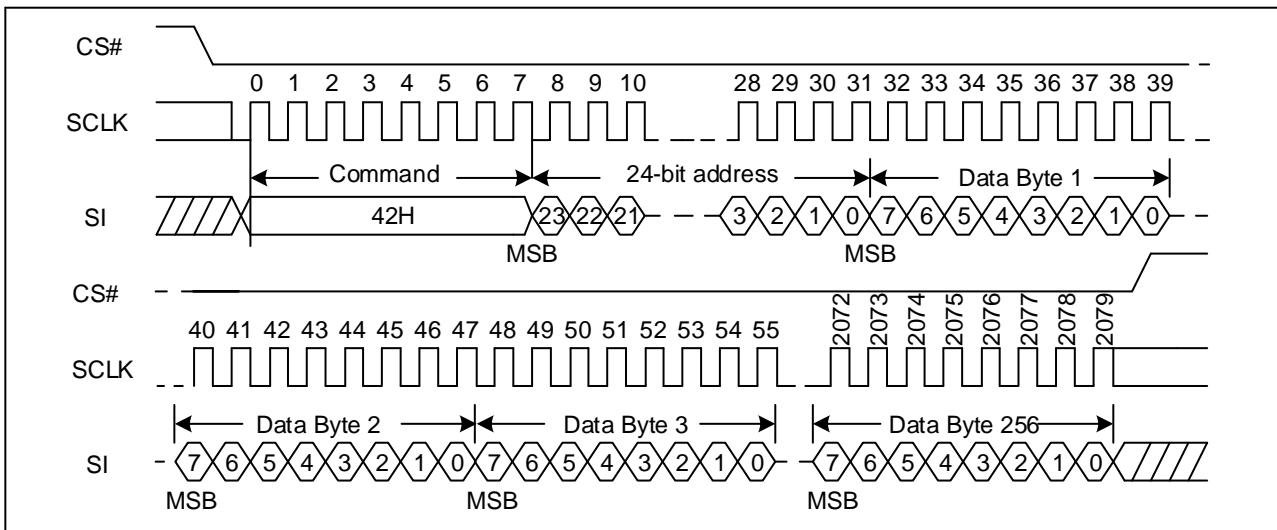 CS#
0 1 2 3 4 5 6 7 8 9 10 28 29 30 31 32 33 34 35 36 37 38 39
SCLK
Command 24-bit address Data Byte 1
SI 42H 23 22 21 3 2 1 0 7 6 5 4 3 2 1 0
MSB MSB
CS#
40 41 42 43 44 45 46 47 48 49 50 51 52 53 54 55 2072 2073 2074 2075 2076 2077 2078 2079
SCLK
Data Byte 2 Data Byte 3 Data Byte 256
SI 7 6 5 4 3 2 1 0 7 6 5 4 3 2 1 0 7 6 5 4 3 2 1 0
MSB MSB MSB